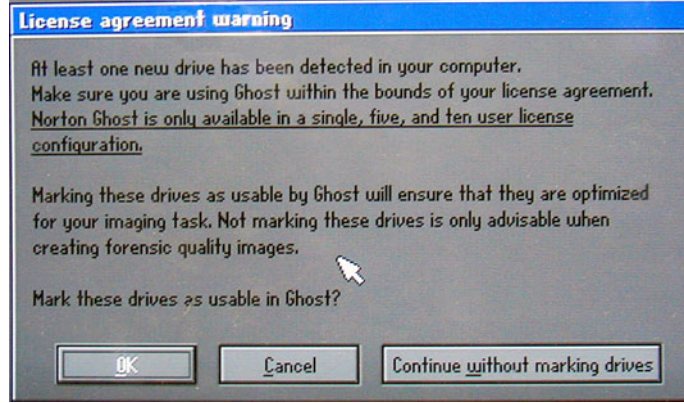 License agreement warning
At least one new drive has been detected in your computer.
Make sure you are using Ghost within the bounds of your license agreement.
Norton Ghost is only available in a single, five, and ten user license
configuration.
Marking these drives as usable by Ghost will ensure that they are optimized
for your imaging task. Not marking these drives is only advisable when
creating forensic quality images.
Mark these drives as usable in Ghost?
OK
Cancel
Continue without marking drives